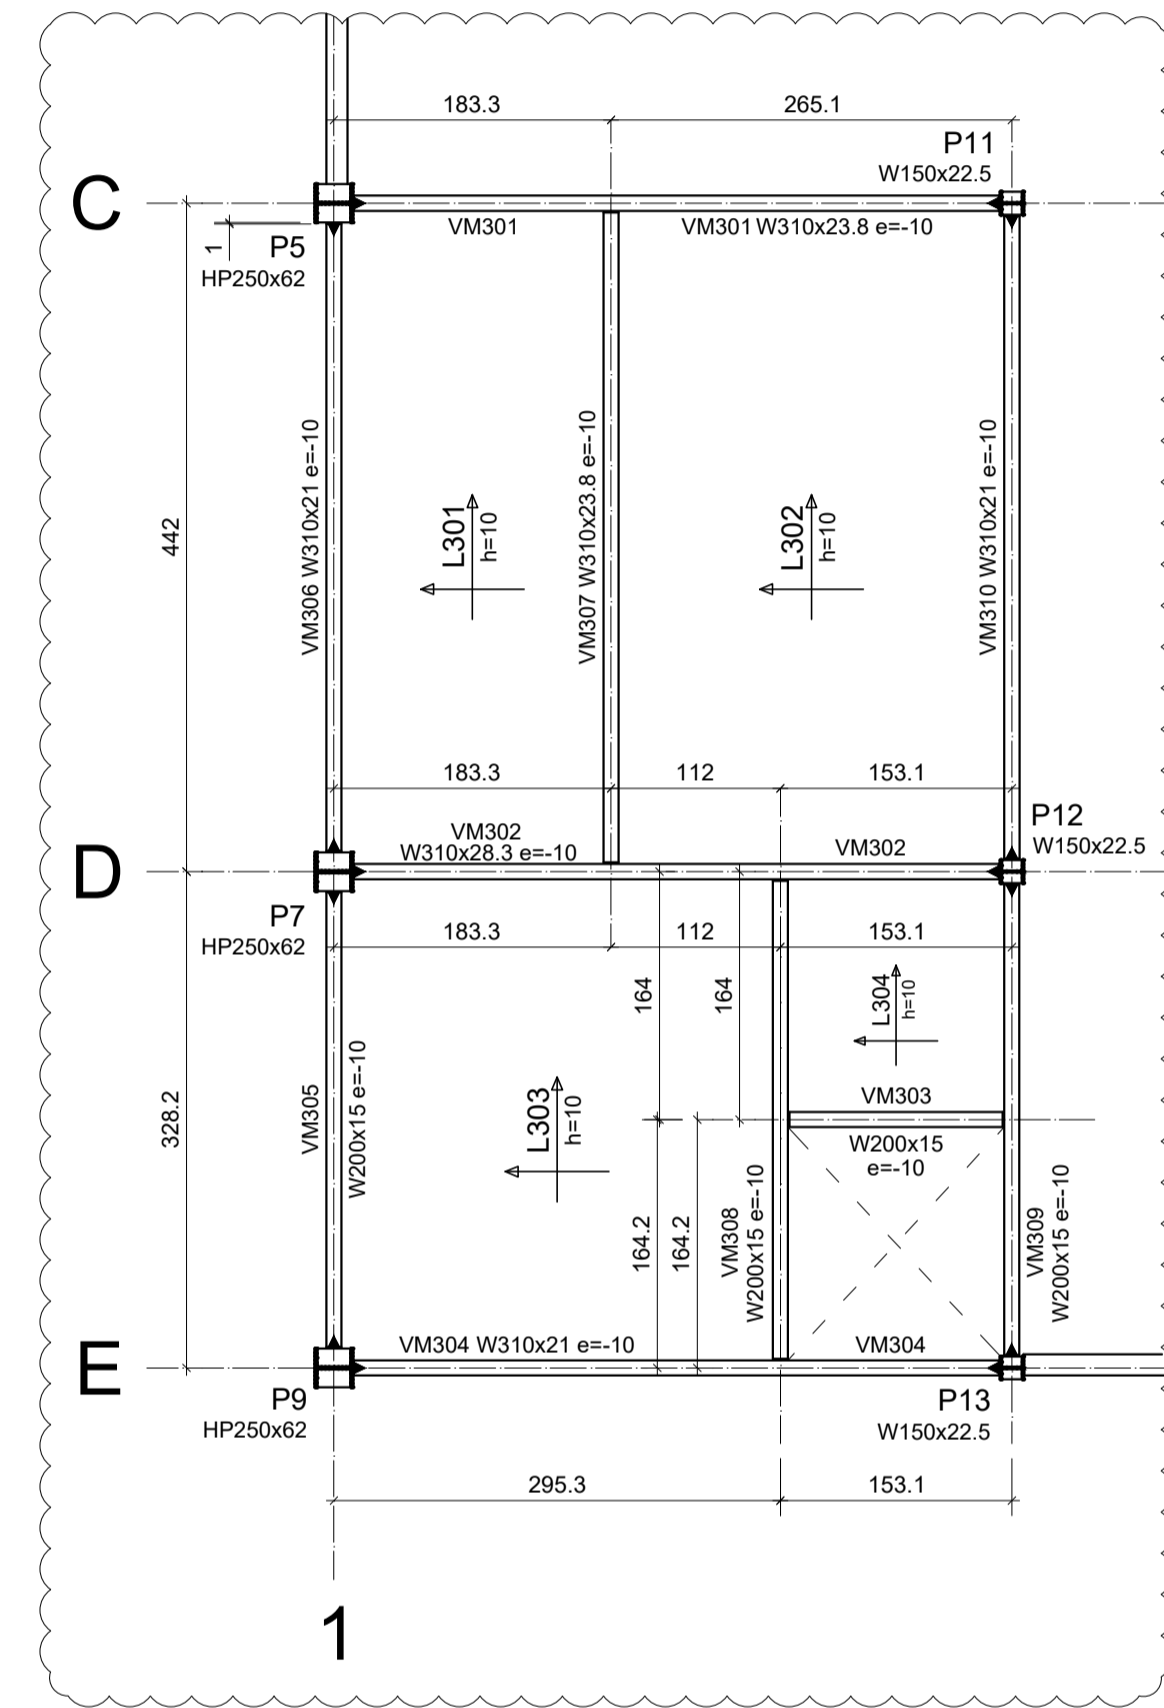 183.3
265.1
P11
W150x22.5
C
VM301
VM301 W310x23.8 e=-10
1
P5
HP250x62
442
VM306 W310x21 e=-10
L301
h=10
VM307 W310x23.8 e=-10
L302
h=10
VM310 W310x21 e=-10
183.3
112
153.1
P12
W150x22.5
VM302
W310x28.3 e=-10
VM302
D
P7
HP250x62
183.3
112
153.1
164
164
L304
h=10
328.2
VM305
W200x15 e=-10
L303
h=10
VM303
W200x15
e=-10
164.2
164.2
VM308
W200x15 e=-10
VM309
W200x15 e=-10
VM304 W310x21 e=-10
VM304
E
P9
HP250x62
P13
W150x22.5
295.3
153.1
1